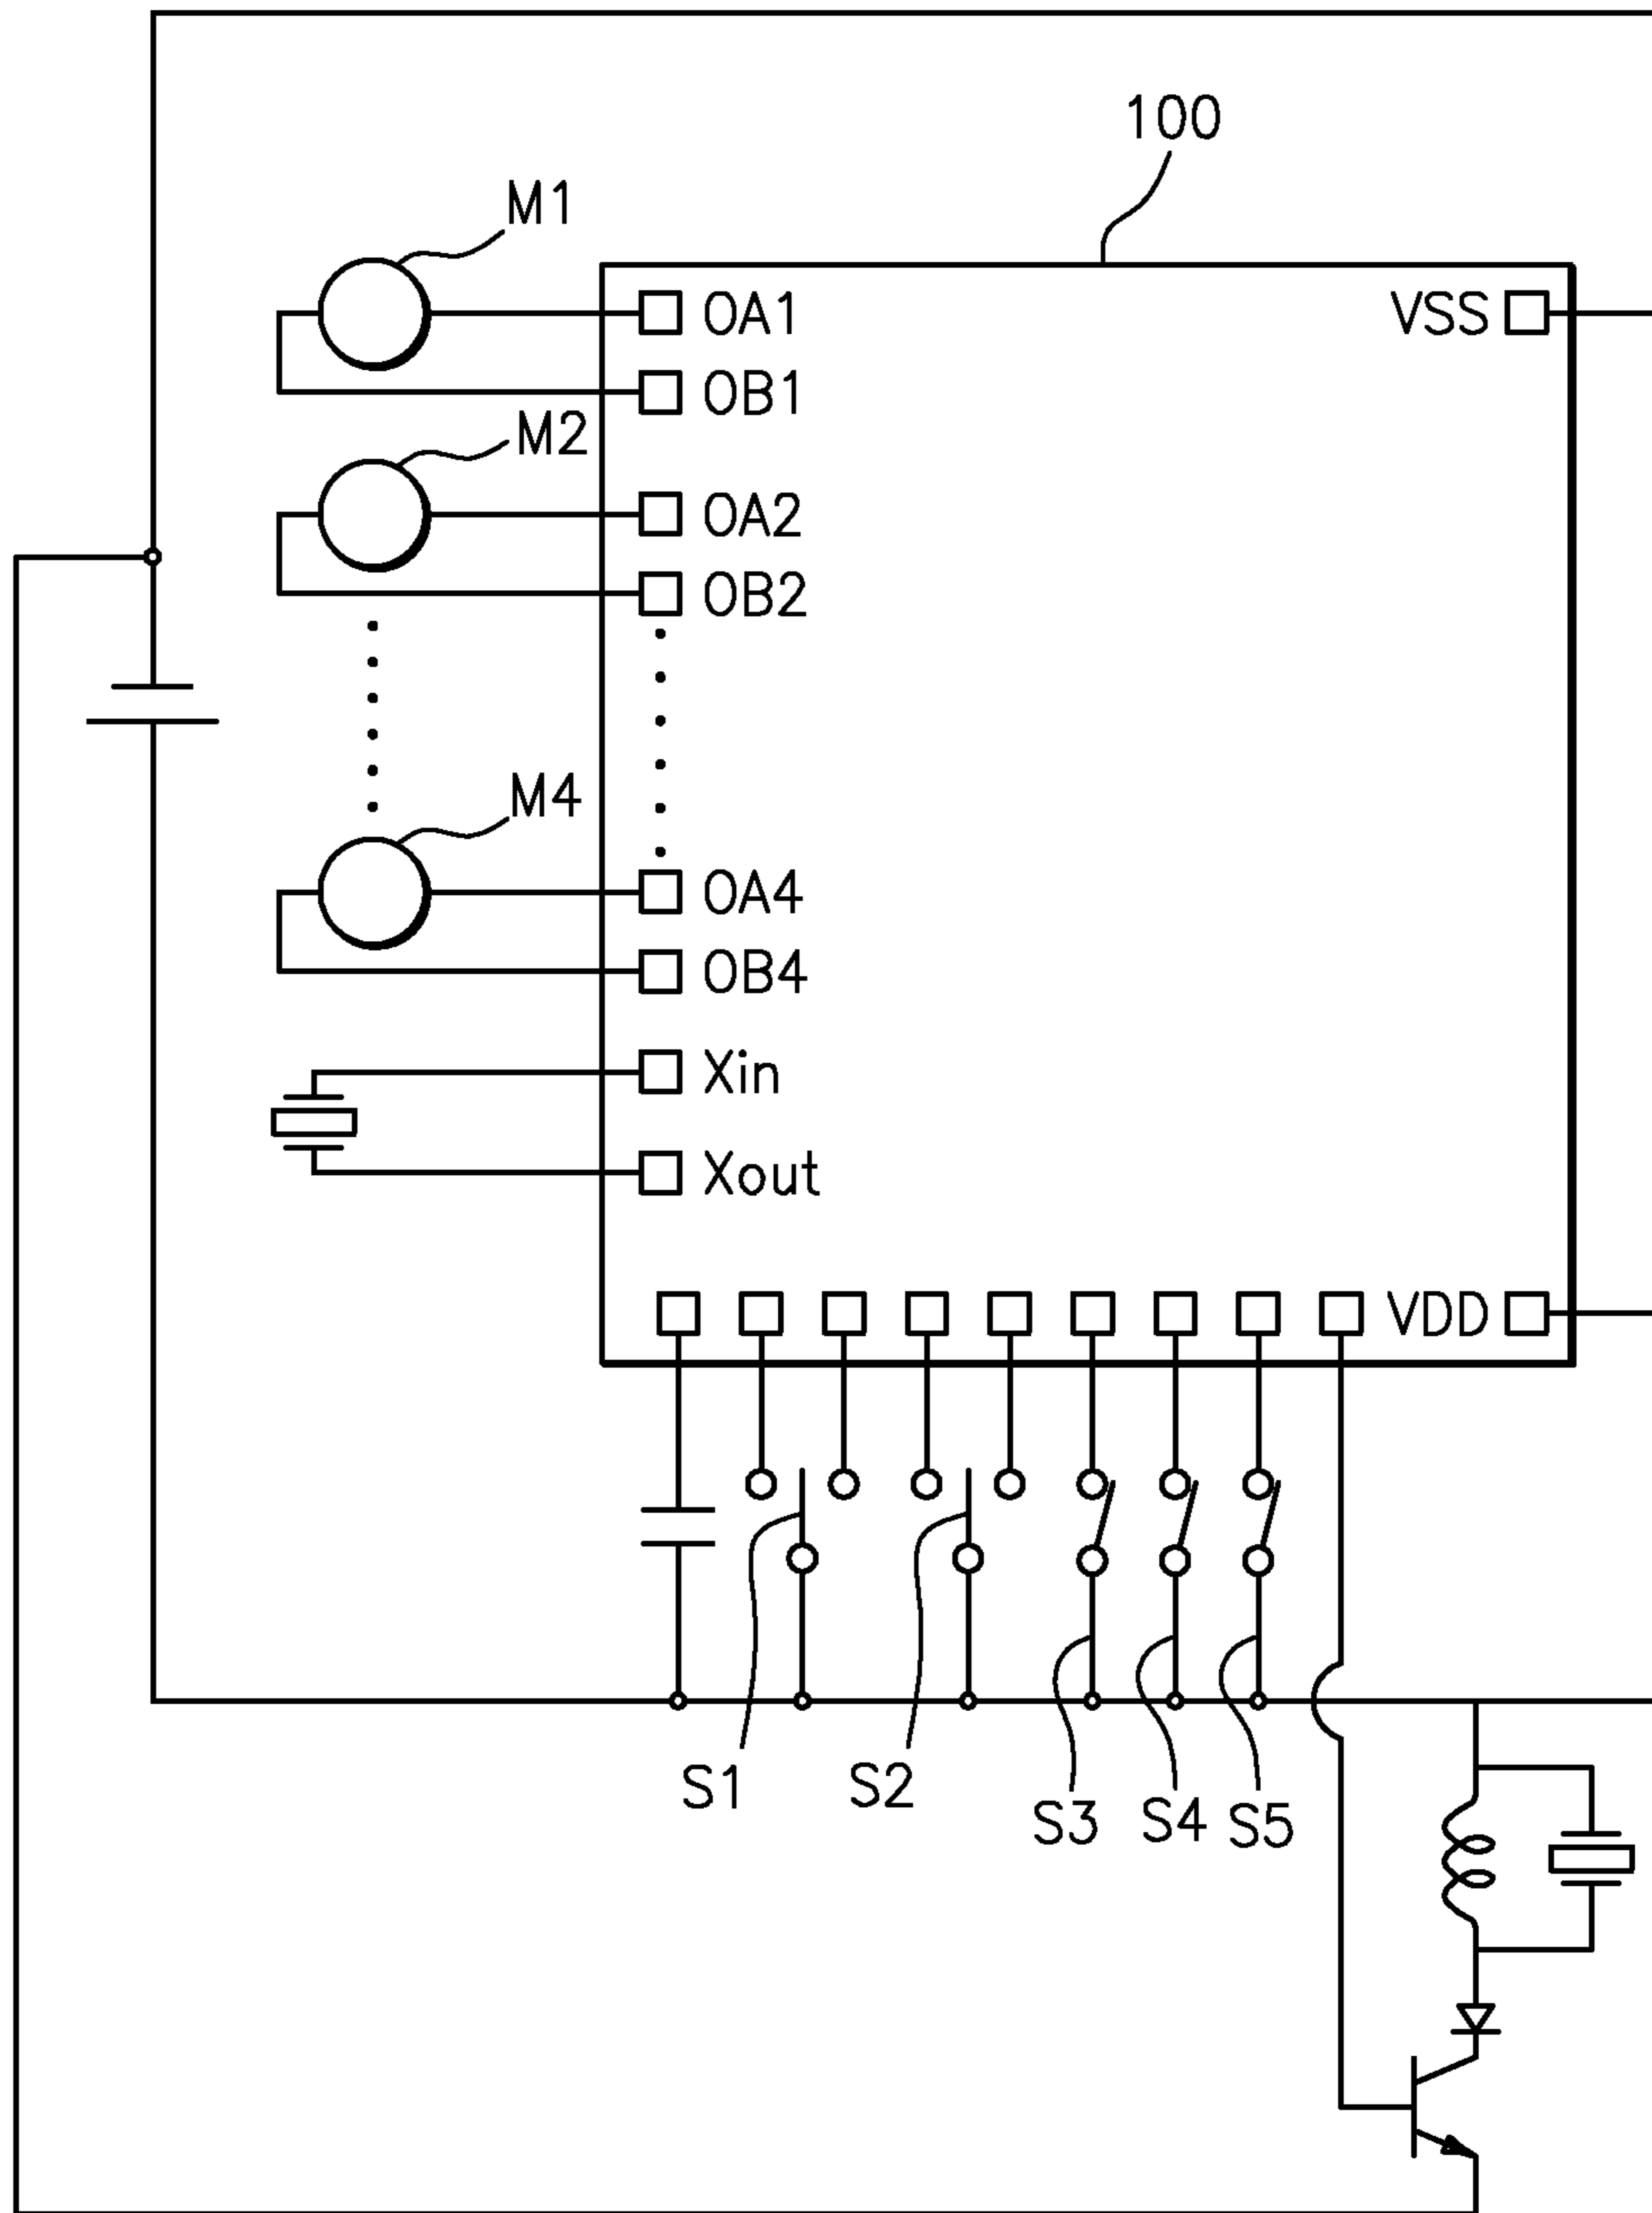 100
M1
OA1
VSS
OB1
M2
OA2
OB2
M4
OA4
OB4
Xin
Xout
VDD
S1
S2
S3
S4
S5